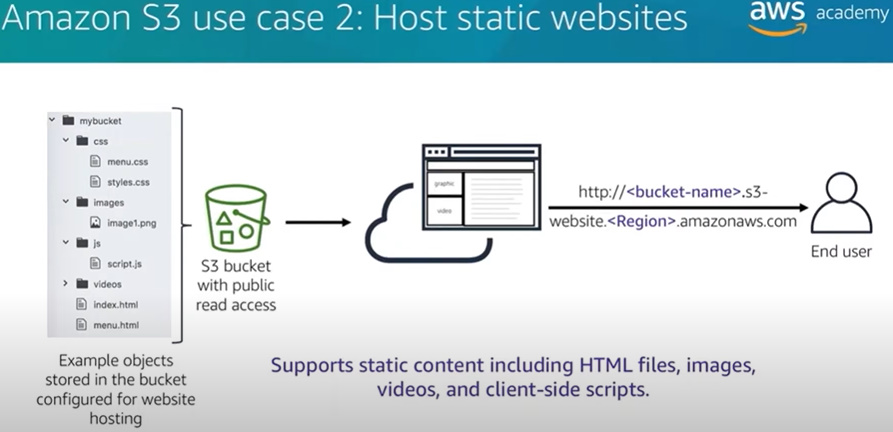 Amazon S3 use case 2: Host static websites
aws academy
mybucket
css
menu.css
styles.css
images
image1.png
js
script.js
videos
index.html
menu.html
Example objects
stored in the bucket
configured for website
hosting
S3 bucket
with public
read access
graphic
video
http://<bucket-name>.s3-
website.<Region>.amazonaws.com
End user
Supports static content including HTML files, images,
videos, and client-side scripts.